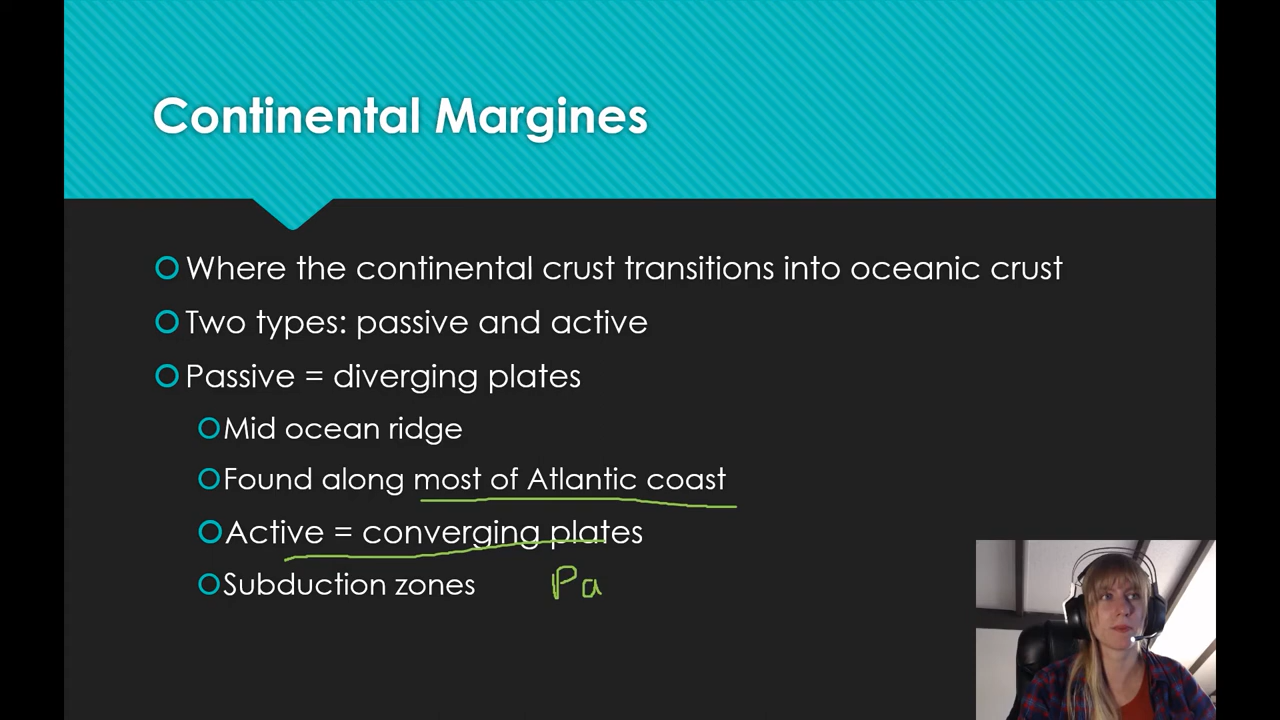 Continental Margines
Where the continental crust transitions into oceanic crust
Two types: passive and active
Passive = diverging plates
Mid ocean ridge
Found along most of Atlantic coast
Active = converging plates
Subduction zones
Pa